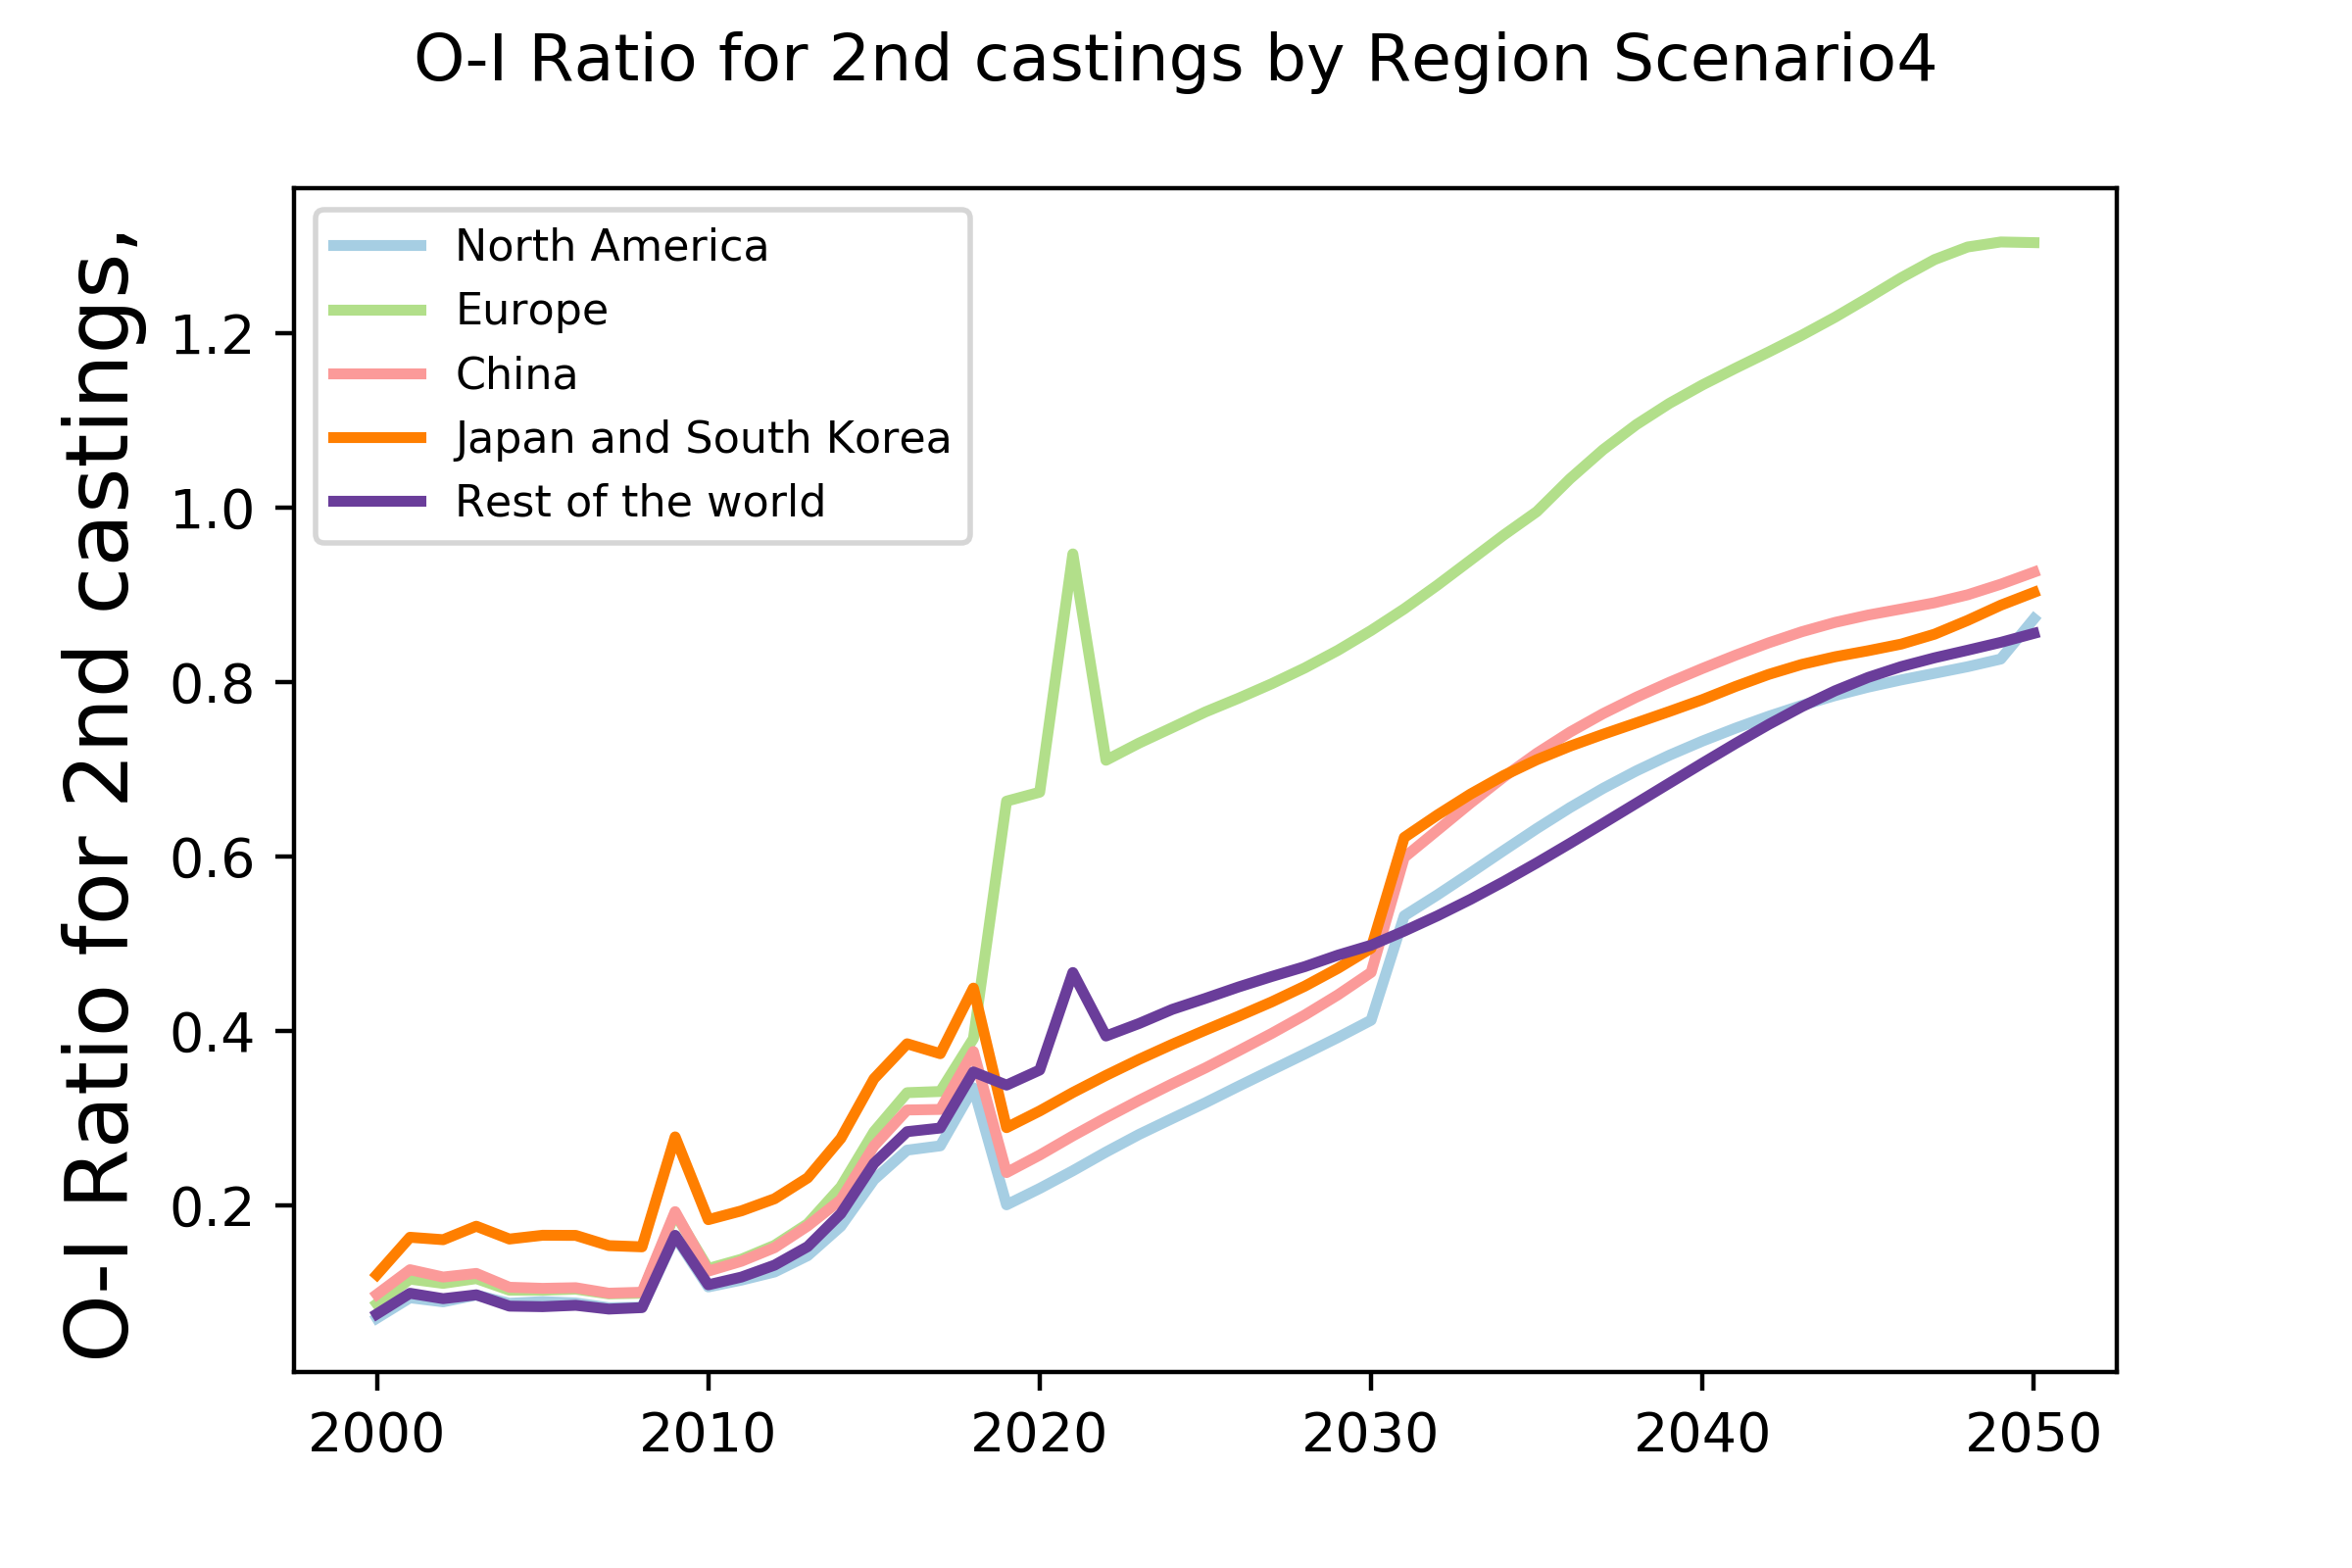 O-I Ratio for 2nd castings by Region Scenario4
O-I Ratio for 2nd castings,
North America
Europe
China
Japan and South Korea
Rest of the world
1.2
1.0
0.8
0.6
0.4
0.2
2000 2010 2020 2030 2040 2050